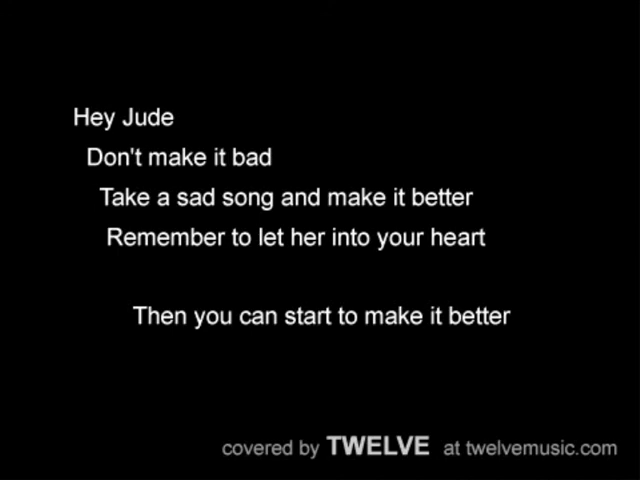 Hey Jude
Don't make it bad
Take a sad song and make it better
Remember to let her into your heart
Then you can start to make it better
covered by TWELVE at twelvemusic.com